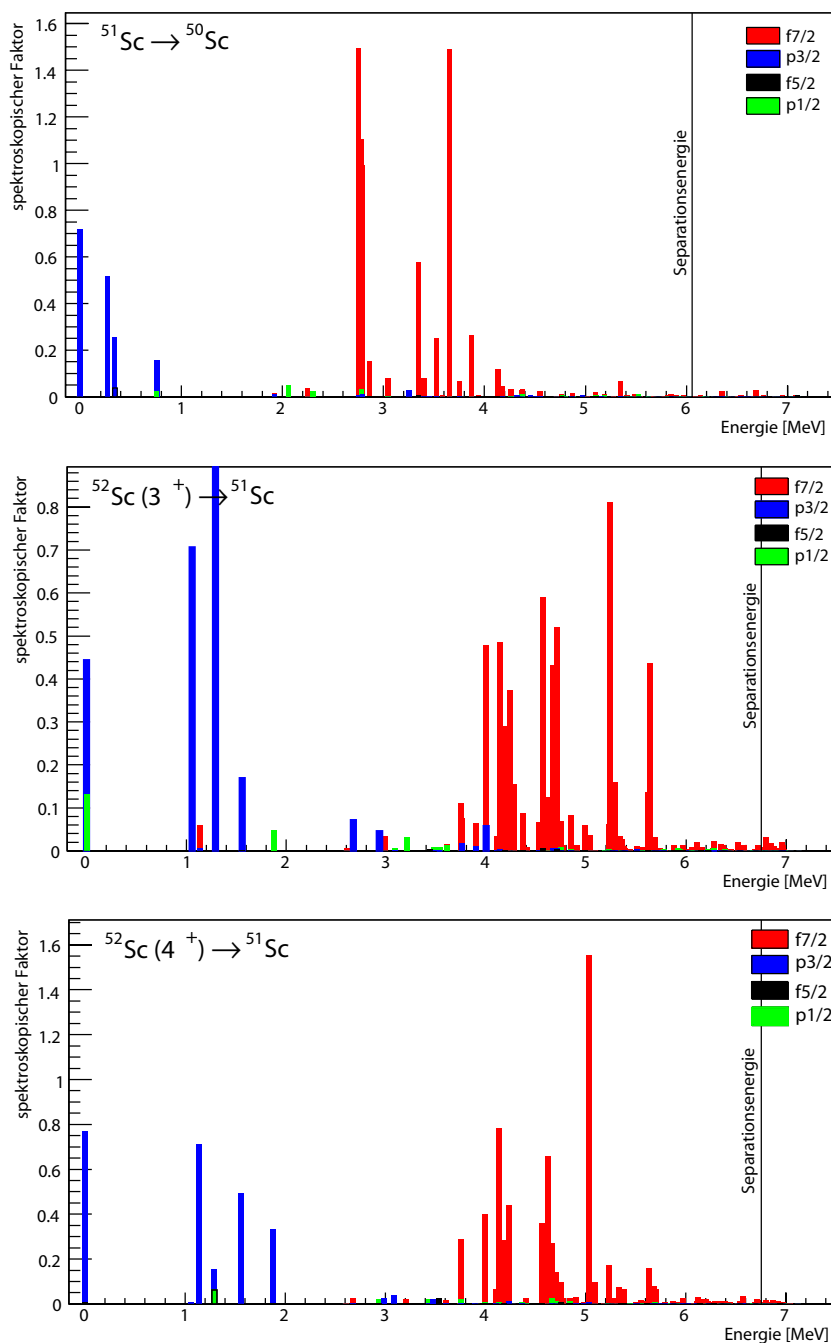 51Sc → 50Sc
spektroskopischer Faktor
1.6
1.4
1.2
1
0.8
0.6
0.4
0.2
0
f7/2
p3/2
f5/2
p1/2
Separationsenergie
0 1 2 3 4 5 6 7
Energie [MeV]
52Sc (3 +) → 51Sc
spektroskopischer Faktor
0.8
0.7
0.6
0.5
0.4
0.3
0.2
0.1
0
f7/2
p3/2
f5/2
p1/2
Separationsenergie
0 1 2 3 4 5 6 7
Energie [MeV]
52Sc (4 +) → 51Sc
spektroskopischer Faktor
1.6
1.4
1.2
1
0.8
0.6
0.4
0.2
0
f7/2
p3/2
f5/2
p1/2
Separationsenergie
0 1 2 3 4 5 6 7
Energie [MeV]